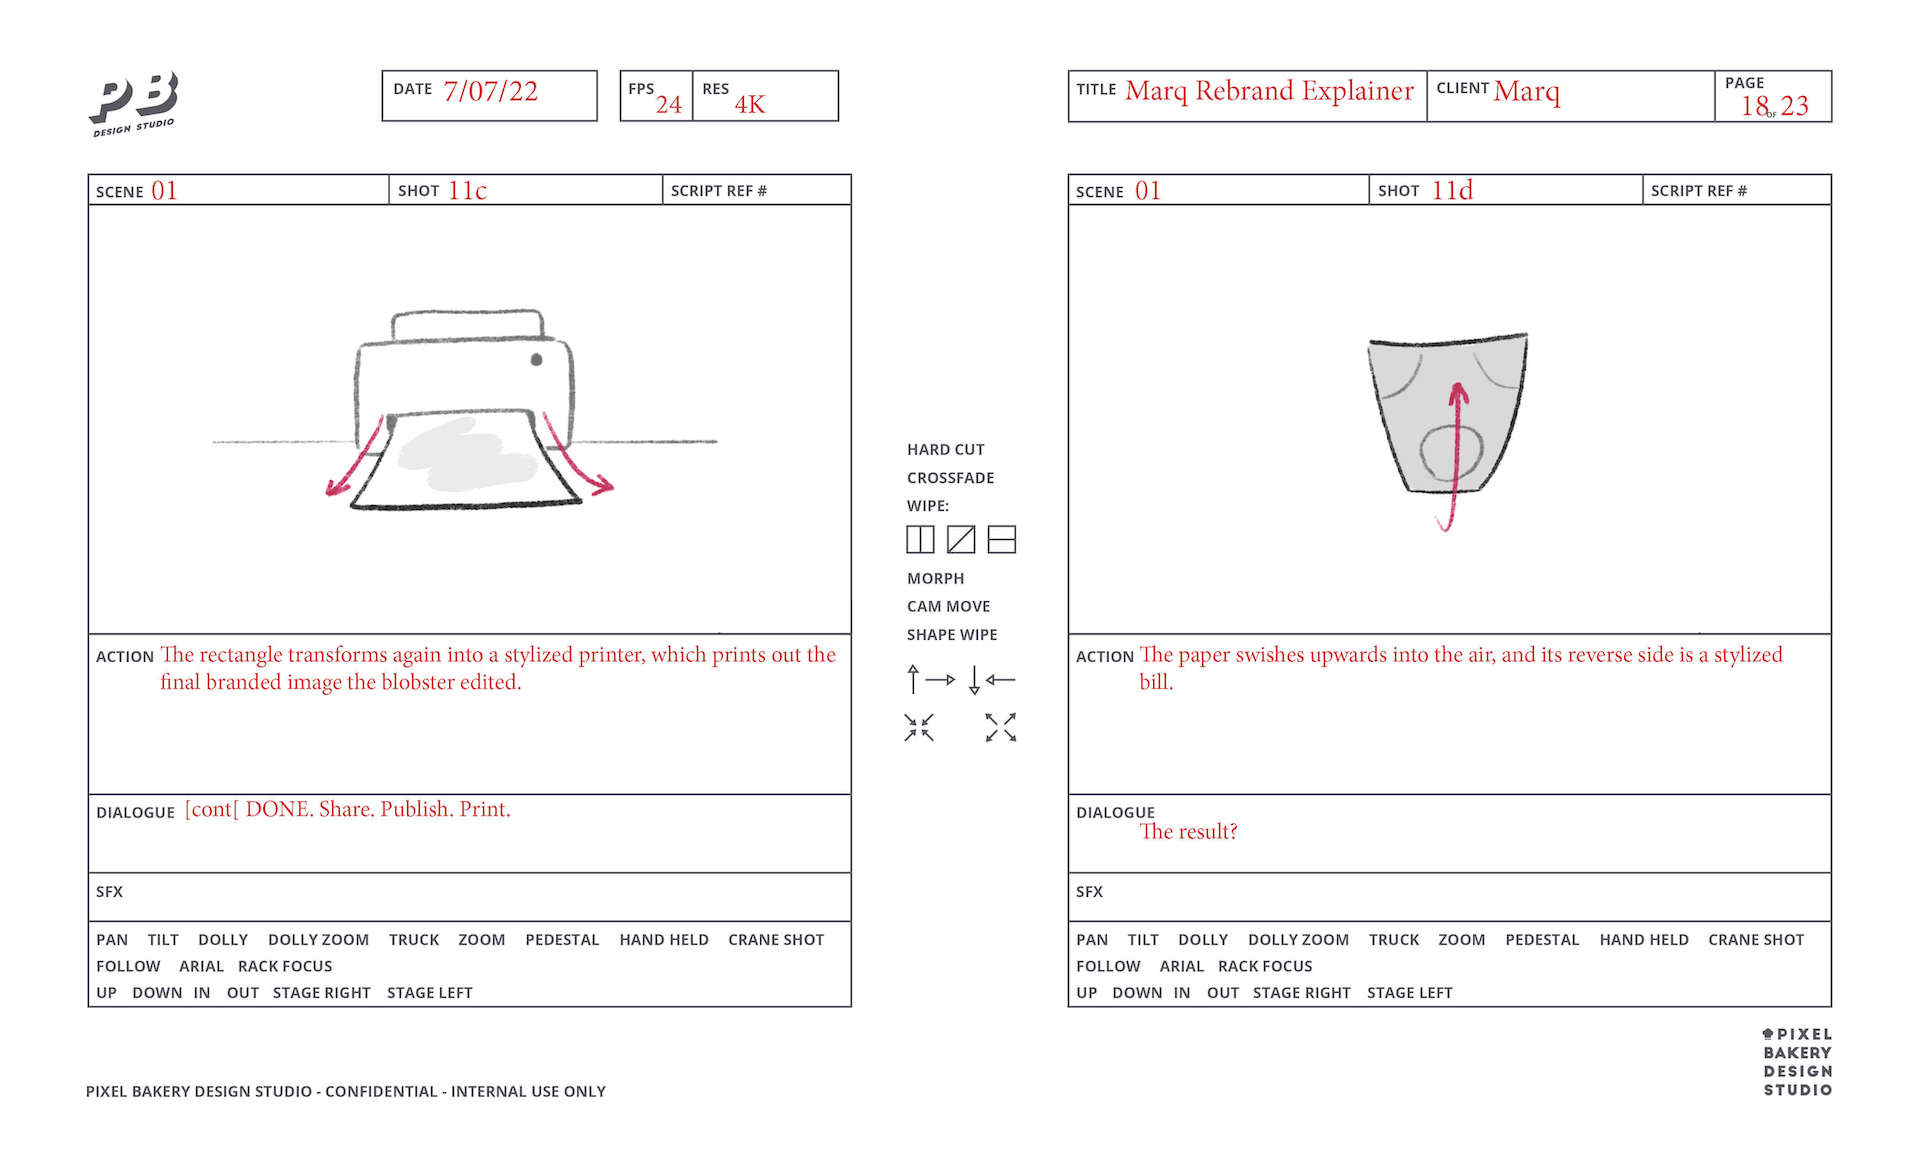 PB
DESIGN STUDIO
DATE 7/07/22
FPS 24
RES 4K
TITLE Marq Rebrand Explainer
CLIENT Marq
PAGE
18 OF 23
SCENE 01
SHOT 11c
SCRIPT REF #
ACTION The rectangle transforms again into a stylized printer, which prints out the
final branded image the blobster edited.
DIALOGUE [cont[ DONE. Share. Publish. Print.
SFX
PAN TILT DOLLY DOLLY ZOOM TRUCK ZOOM PEDESTAL HAND HELD CRANE SHOT
FOLLOW ARIAL RACK FOCUS
UP DOWN IN OUT STAGE RIGHT STAGE LEFT
HARD CUT
CROSSFADE
WIPE:
MORPH
CAM MOVE
SHAPE WIPE
SCENE 01
SHOT 11d
SCRIPT REF #
ACTION The paper swishes upwards into the air, and its reverse side is a stylized
bill.
DIALOGUE
The result?
SFX
PAN TILT DOLLY DOLLY ZOOM TRUCK ZOOM PEDESTAL HAND HELD CRANE SHOT
FOLLOW ARIAL RACK FOCUS
UP DOWN IN OUT STAGE RIGHT STAGE LEFT
PIXEL BAKERY DESIGN STUDIO - CONFIDENTIAL - INTERNAL USE ONLY
PIXEL
BAKERY
DESIGN
STUDIO